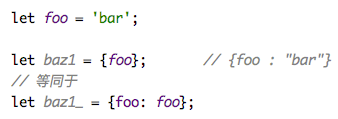 let foo = 'bar';
let baz1 = {foo};       // {foo : "bar"}
// 等同于
let baz1_ = {foo: foo};